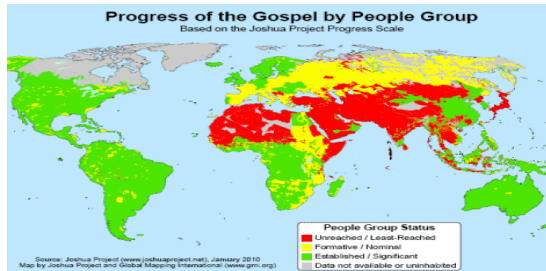 Progress of the Gospel by People Group
Based on the Joshua Project Progress Scale
People Group Status
Unreached / Least-Reached
Formative / Nominal
Established / Significant
Data not available or uninhabited
Source: Joshua Project (www.joshuaproject.net), January 2010
Map by Joshua Project and Global Mapping International (www.gmi.org)